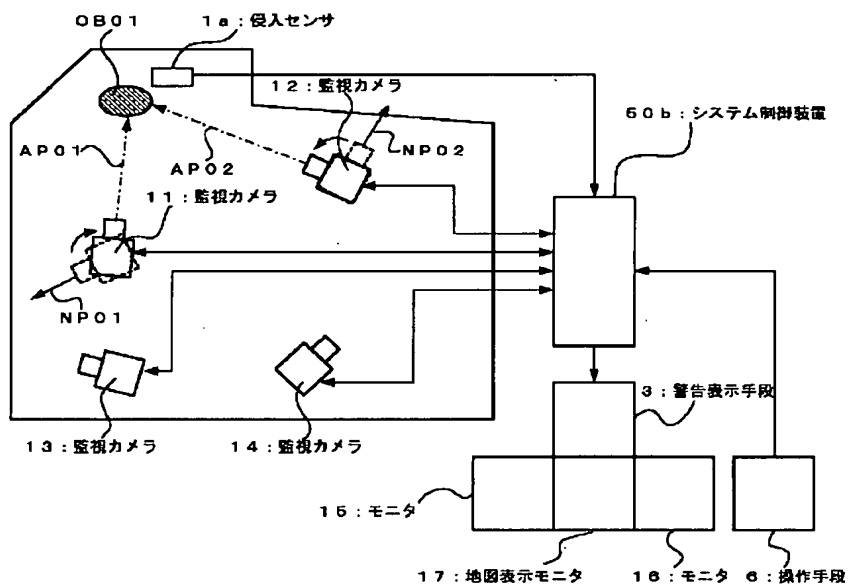 OB01
1a:侵入センサ
12:監視カメラ
50b:システム制御装置
NP02
AP01
AP02
11:監視カメラ
NP01
3:警告表示手段
13:監視カメラ
14:監視カメラ
15:モニタ
17:地図表示モニタ
16:モニタ
6:操作手段